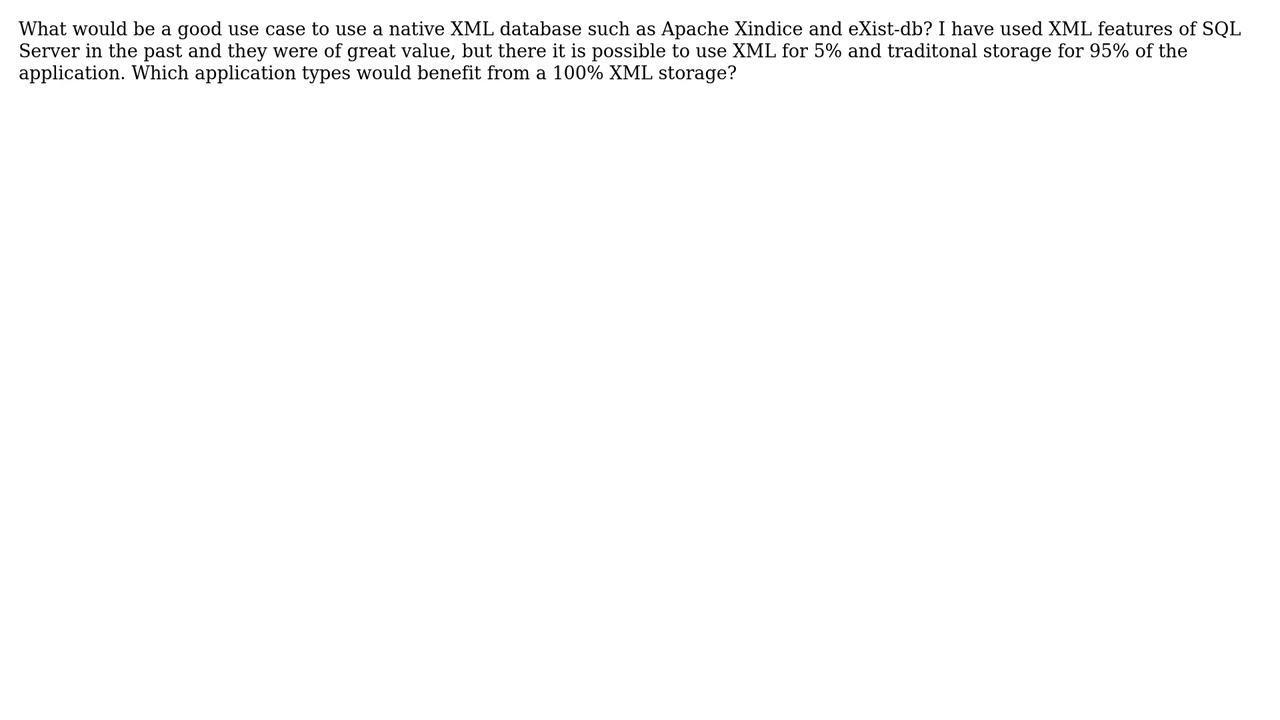 What would be a good use case to use a native XML database such as Apache Xindice and eXist-db? I have used XML features of SQL
Server in the past and they were of great value, but there it is possible to use XML for 5% and traditonal storage for 95% of the
application. Which application types would benefit from a 100% XML storage?